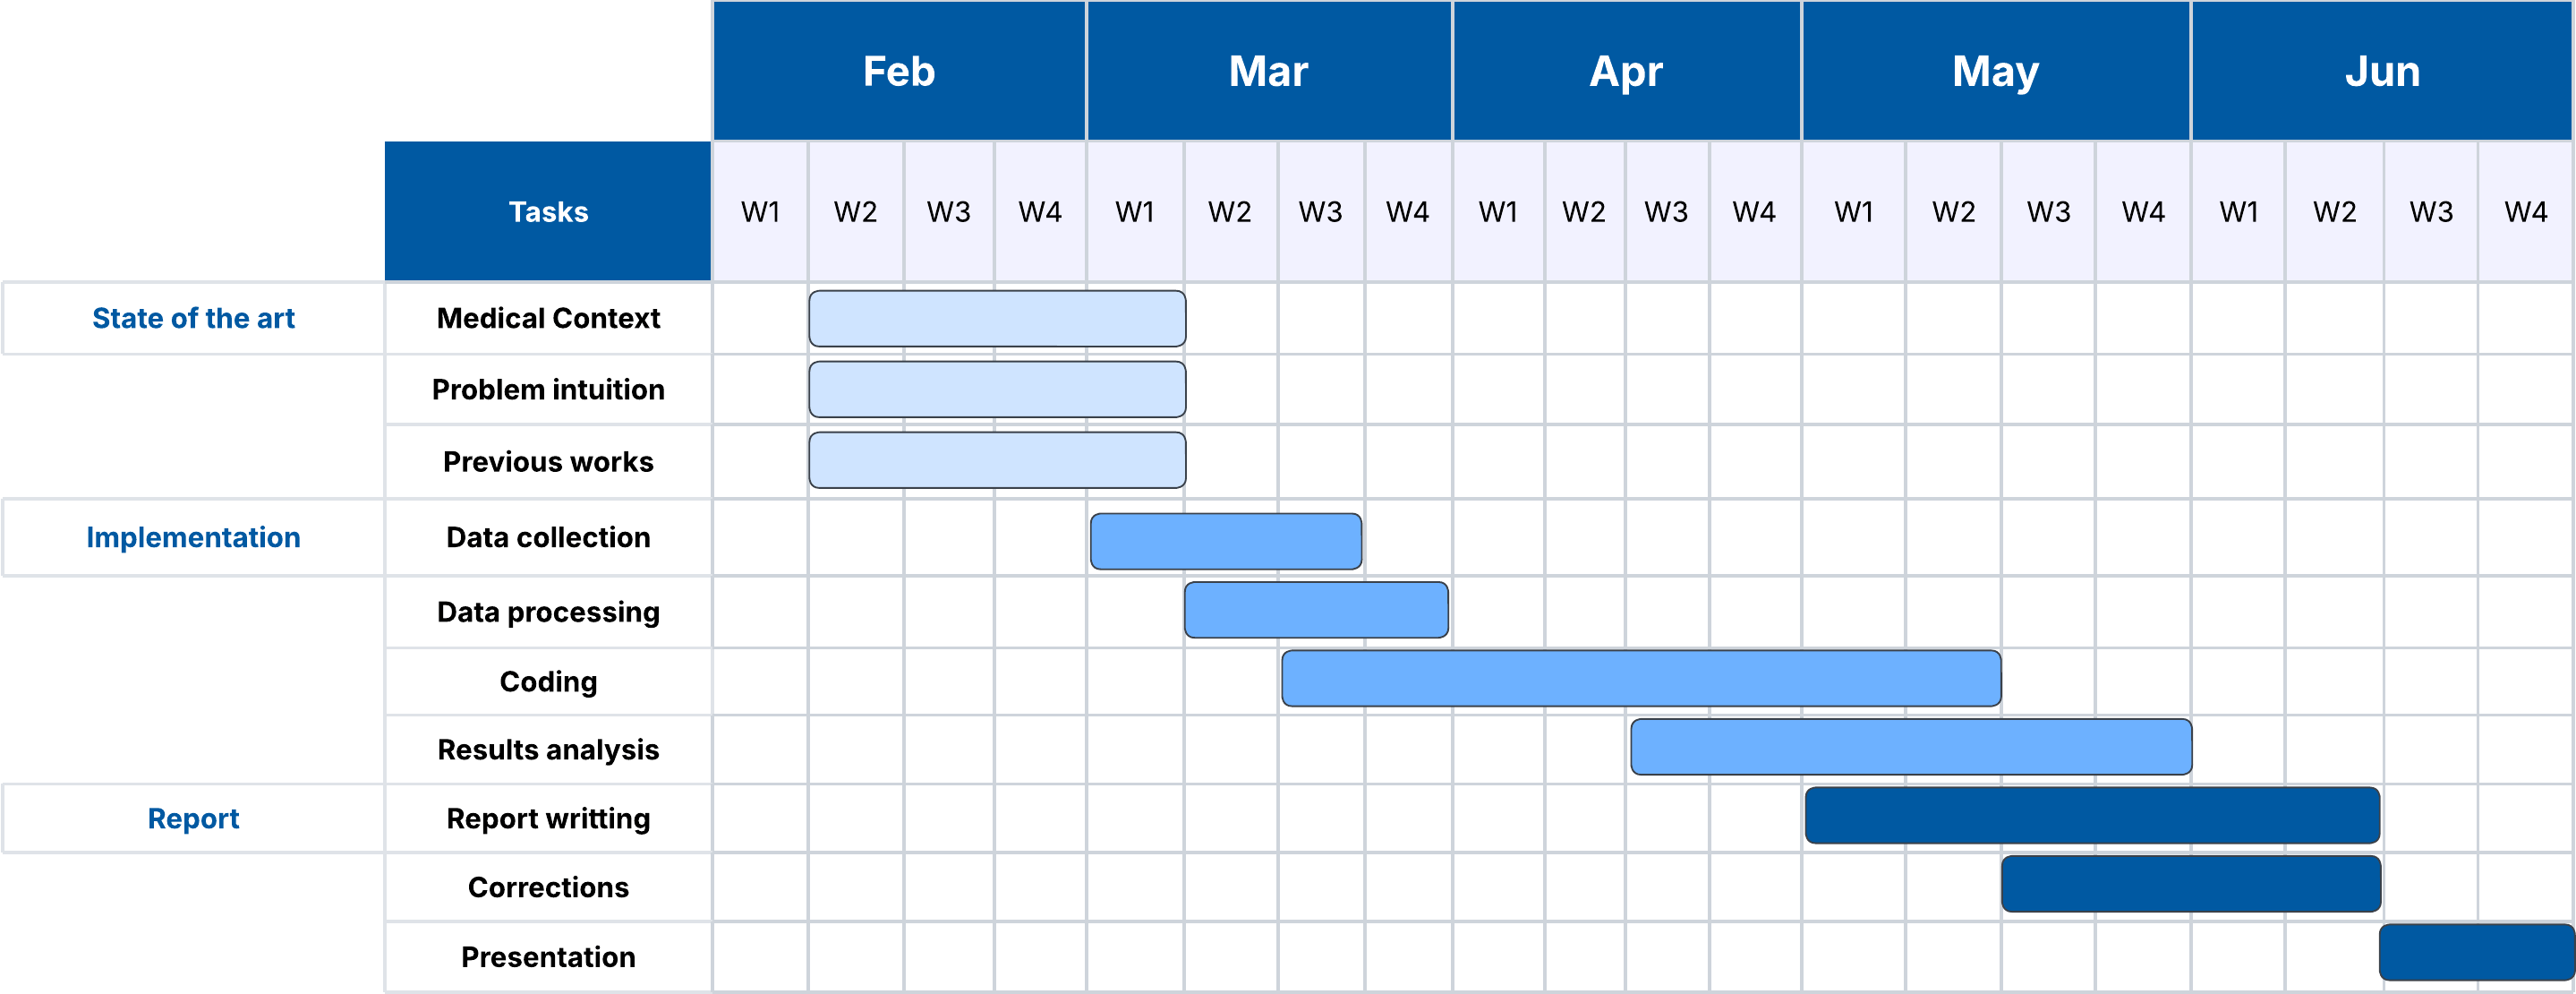 Feb Mar Apr May Jun
Tasks W1 W2 W3 W4 W1 W2 W3 W4 W1 W2 W3 W4 W1 W2 W3 W4 W1 W2 W3 W4
State of the art Medical Context
Problem intuition
Previous works
Implementation Data collection
Data processing
Coding
Results analysis
Report Report writting
Corrections
Presentation